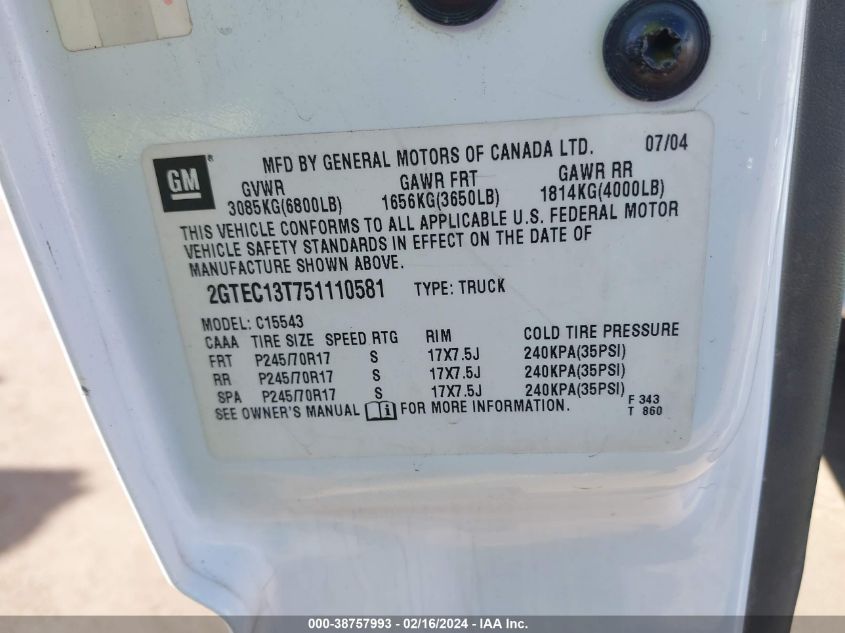 GM ®
MFD BY GENERAL MOTORS OF CANADA LTD. 07/04
GVWR GAWR FRT GAWR RR
3085KG(6800LB) 1656KG(3650LB) 1814KG(4000LB)
THIS VEHICLE CONFORMS TO ALL APPLICABLE U.S. FEDERAL MOTOR
VEHICLE SAFETY STANDARDS IN EFFECT ON THE DATE OF
MANUFACTURE SHOWN ABOVE.
2GTEC13T751110581 TYPE: TRUCK
MODEL: C15543
CAAA TIRE SIZE SPEED RTG RIM COLD TIRE PRESSURE
FRT P245/70R17 S 17X7.5J 240KPA(35PSI)
RR P245/70R17 S 17X7.5J 240KPA(35PSI)
SPA P245/70R17 S 17X7.5J 240KPA(35PSI)
SEE OWNER'S MANUAL i FOR MORE INFORMATION.
F 343
T 860
000-38757993 - 02/16/2024 - IAA Inc.